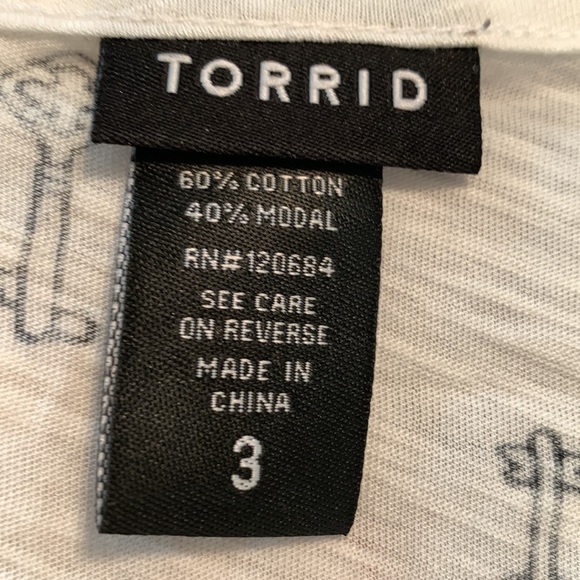 TORRID
60% COTTON
40% MODAL
RN#120684
SEE CARE
ON REVERSE
MADE IN
CHINA
3